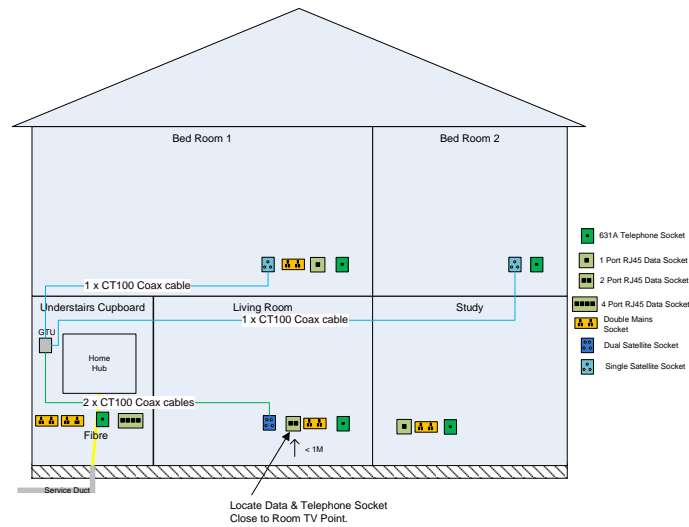 Bed Room 1
Bed Room 2
631A Telephone Socket
1 Port RJ45 Data Socket
2 Port RJ45 Data Socket
1 x CT100 Coax cable
4 Port RJ45 Data Socket
Understairs Cupboard
Living Room
Study
1 x CT100 Coax cable
Double Mains
Socket
GTU
Dual Satellite Socket
Home
Hub
Single Satellite Socket
2 x CT100 Coax cables
Fibre
< 1M
Service Duct
Locate Data & Telephone Socket
Close to Room TV Point.